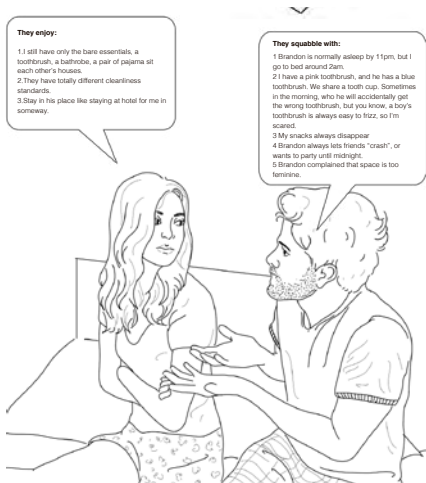 They enjoy:
1.I still have only the bare essentials, a
toothbrush, a bathrobe, a pair of pajama sit
each other's houses.
2.They have totally different cleanliness
standards.
3.Stay in his place like staying at hotel for me in
someway.
They squabble with:
1 Brandon is normally asleep by 11pm, but I
go to bed around 2am.
2 I have a pink toothbrush, and he has a blue
toothbrush. We share a tooth cup. Sometimes
in the morning, who he will accidentally get
the wrong toothbrush, but you know, a boy's
toothbrush is always easy to frizz, so I'm
scared.
3 My snacks always disappear
4 Brandon always lets friends "crash", or
wants to party until midnight.
5 Brandon complained that space is too
feminine.